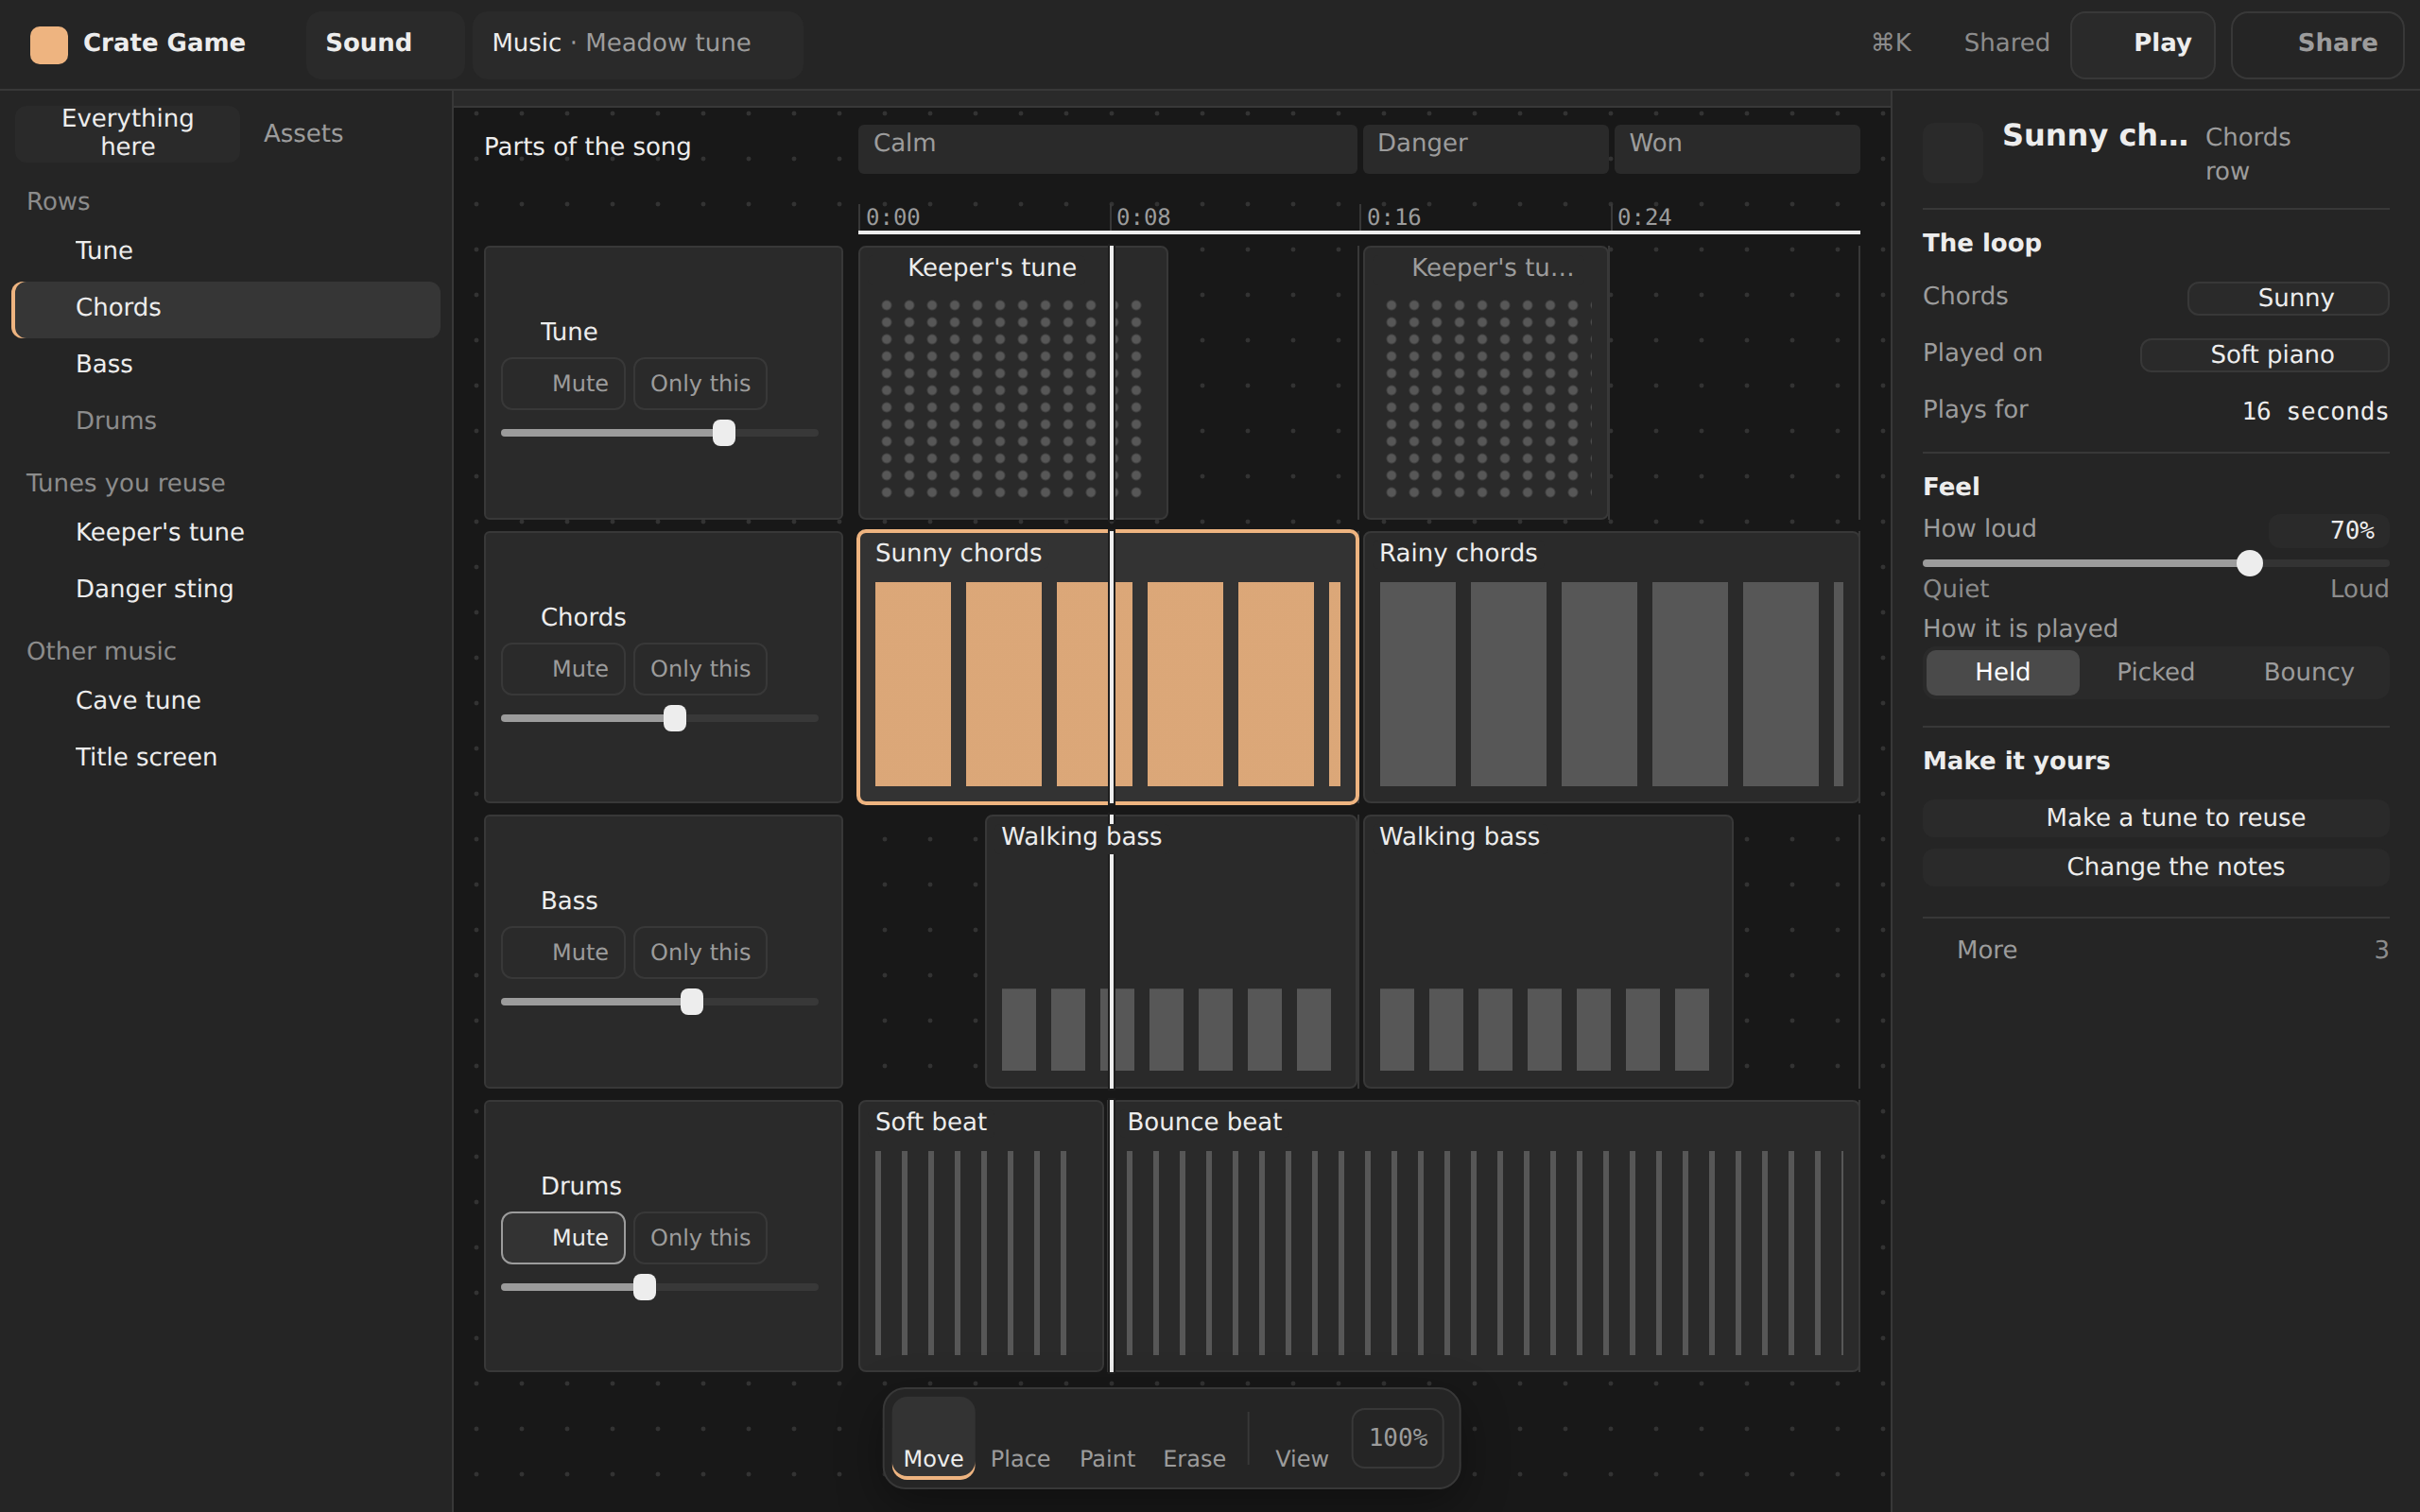 Crate Game
Sound
Music · Meadow tune
⌘K
Shared
Play
Share
Everything
here
Assets
Rows
Tune
Chords
Bass
Drums
Tunes you reuse
Keeper's tune
Danger sting
Other music
Cave tune
Title screen
Parts of the song
Calm
Danger
Won
0:00
0:08
0:16
0:24
Tune
Mute
Only this
Keeper's tune
Keeper's tu…
Chords
Mute
Only this
Sunny chords
Rainy chords
Bass
Mute
Only this
Walking bass
Walking bass
Drums
Mute
Only this
Soft beat
Bounce beat
Move
Place
Paint
Erase
View
100%
Sunny ch…
Chords
row
The loop
Chords
Sunny
Played on
Soft piano
Plays for
16 seconds
Feel
How loud
70%
Quiet
Loud
How it is played
Held
Picked
Bouncy
Make it yours
Make a tune to reuse
Change the notes
More
3